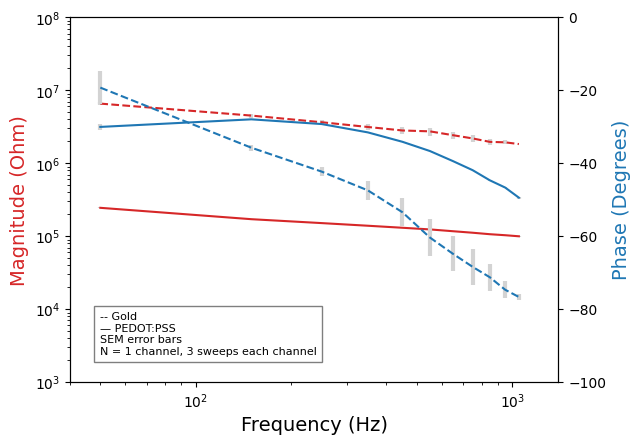 10^8
10^7
10^6
10^5
10^4
10^3
Magnitude (Ohm)
0
−20
−40
−60
−80
−100
Phase (Degrees)
-- Gold
— PEDOT:PSS
SEM error bars
N = 1 channel, 3 sweeps each channel
10^2
10^3
Frequency (Hz)